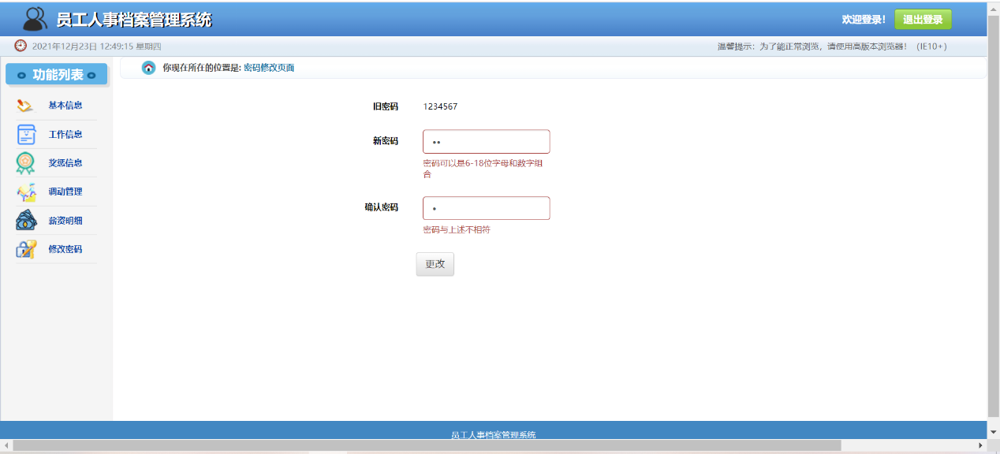 员工人事档案管理系统
欢迎登录!
退出登录
2021年12月23日 12:49:15 星期四
温馨提示：为了能正常浏览，请使用高版本浏览器！ (IE10+)
功能列表
你现在所在的位置是: 密码修改页面
基本信息
工作信息
奖惩信息
调动管理
薪资明细
修改密码
旧密码 1234567
新密码 ••
密码可以是6-18位字母和数字组
合
确认密码 •
密码与上述不相符
更改
员工人事档案管理系统